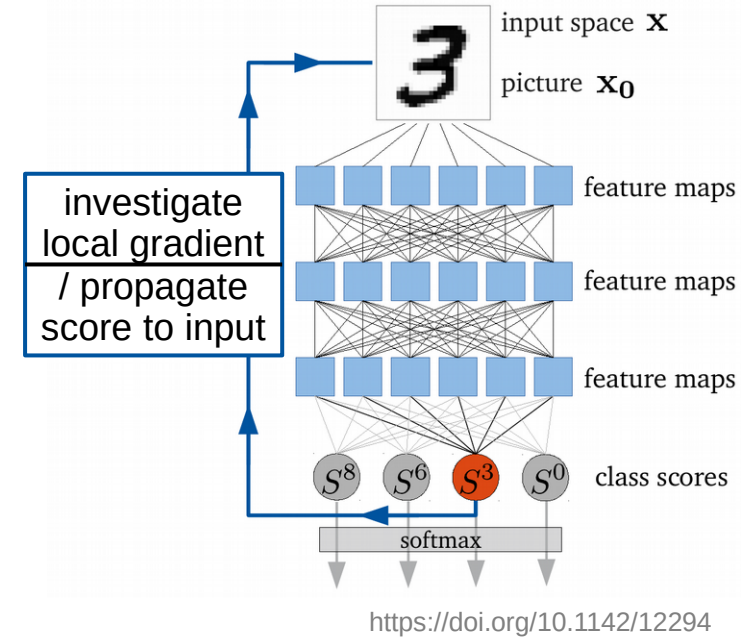 input space x
picture x₀
investigate
local gradient
/ propagate
score to input
feature maps
feature maps
feature maps
S⁸ S⁶ S³ S⁰
class scores
softmax
https://doi.org/10.1142/12294